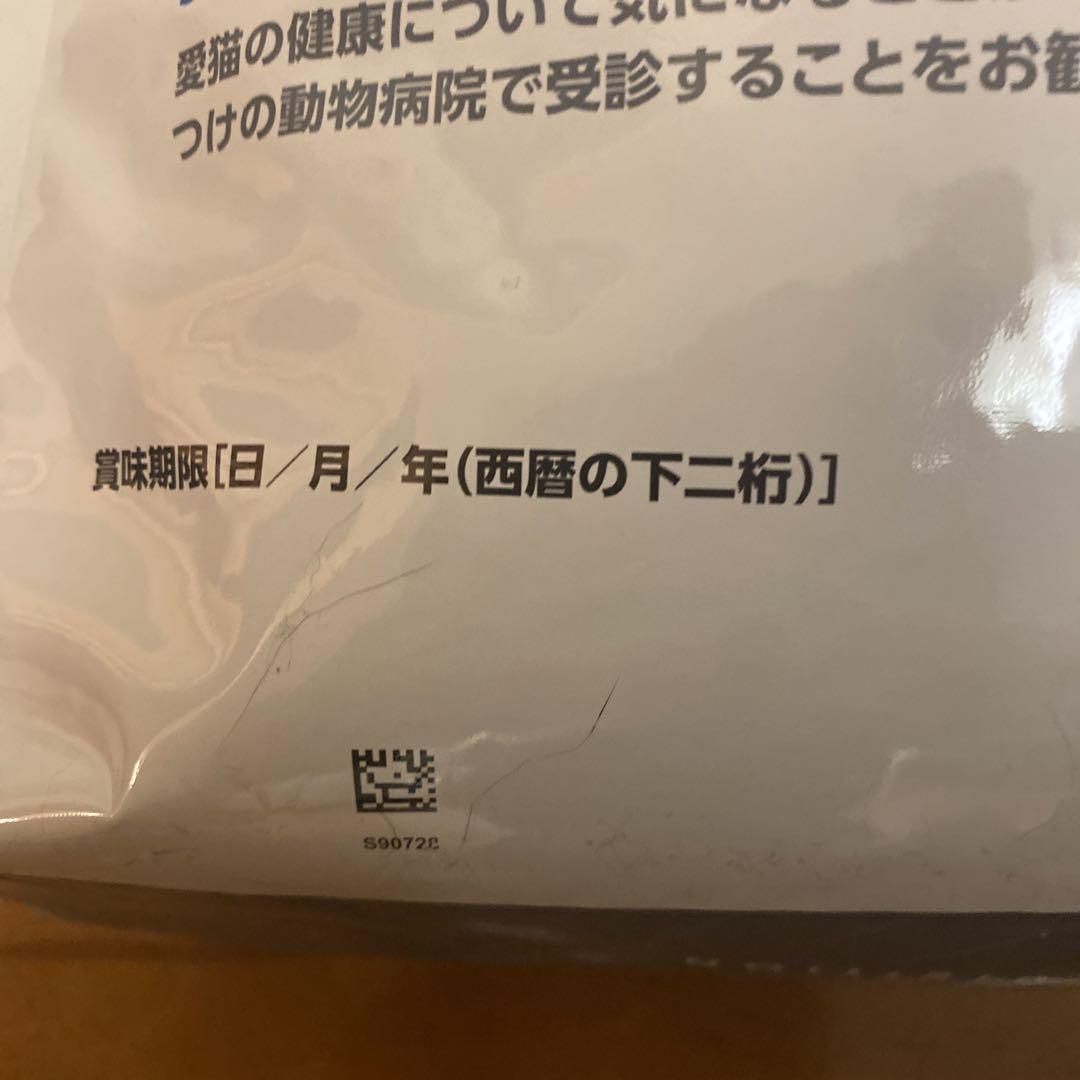 愛猫の健康について気になること
つけの動物病院で受診することをお勧
賞味期限[日/月/年(西暦の下二桁)]
S90728